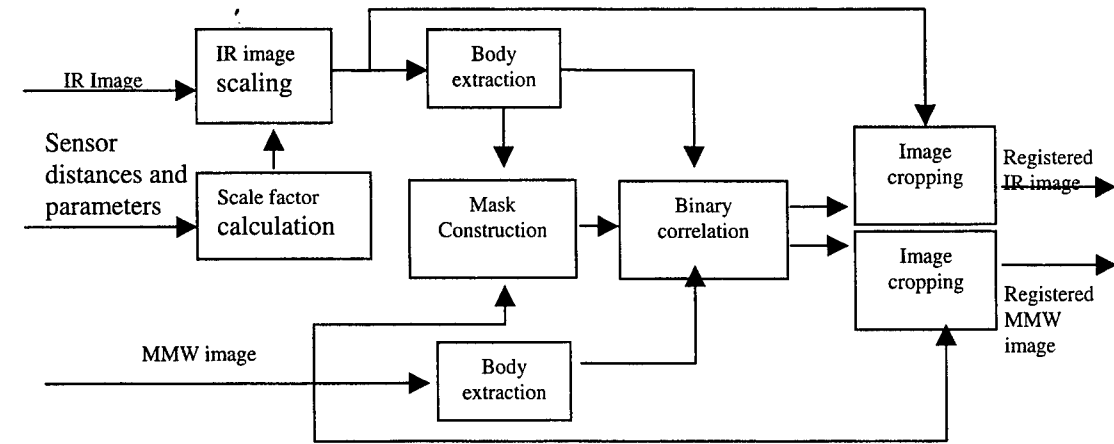 IR Image
IR image
scaling
Body
extraction
Sensor
distances and
parameters
Scale factor
calculation
Mask
Construction
Binary
correlation
Image
cropping
Registered
IR image
Image
cropping
Registered
MMW
image
MMW image
Body
extraction